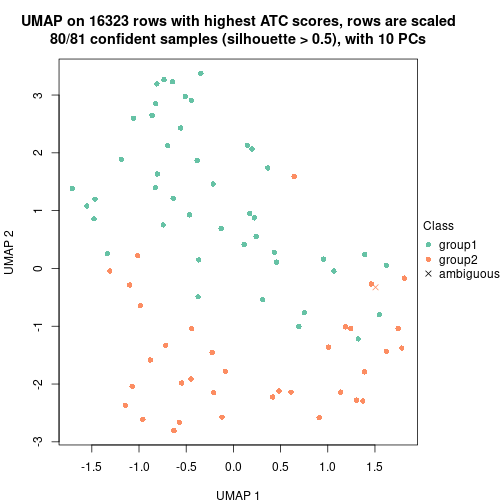 UMAP on 16323 rows with highest ATC scores, rows are scaled
80/81 confident samples (silhouette > 0.5), with 10 PCs
3
2
1
0
-1
-2
-3
UMAP 2
-1.5 -1.0 -0.5 0.0 0.5 1.0 1.5
UMAP 1
Class
group1
group2
ambiguous